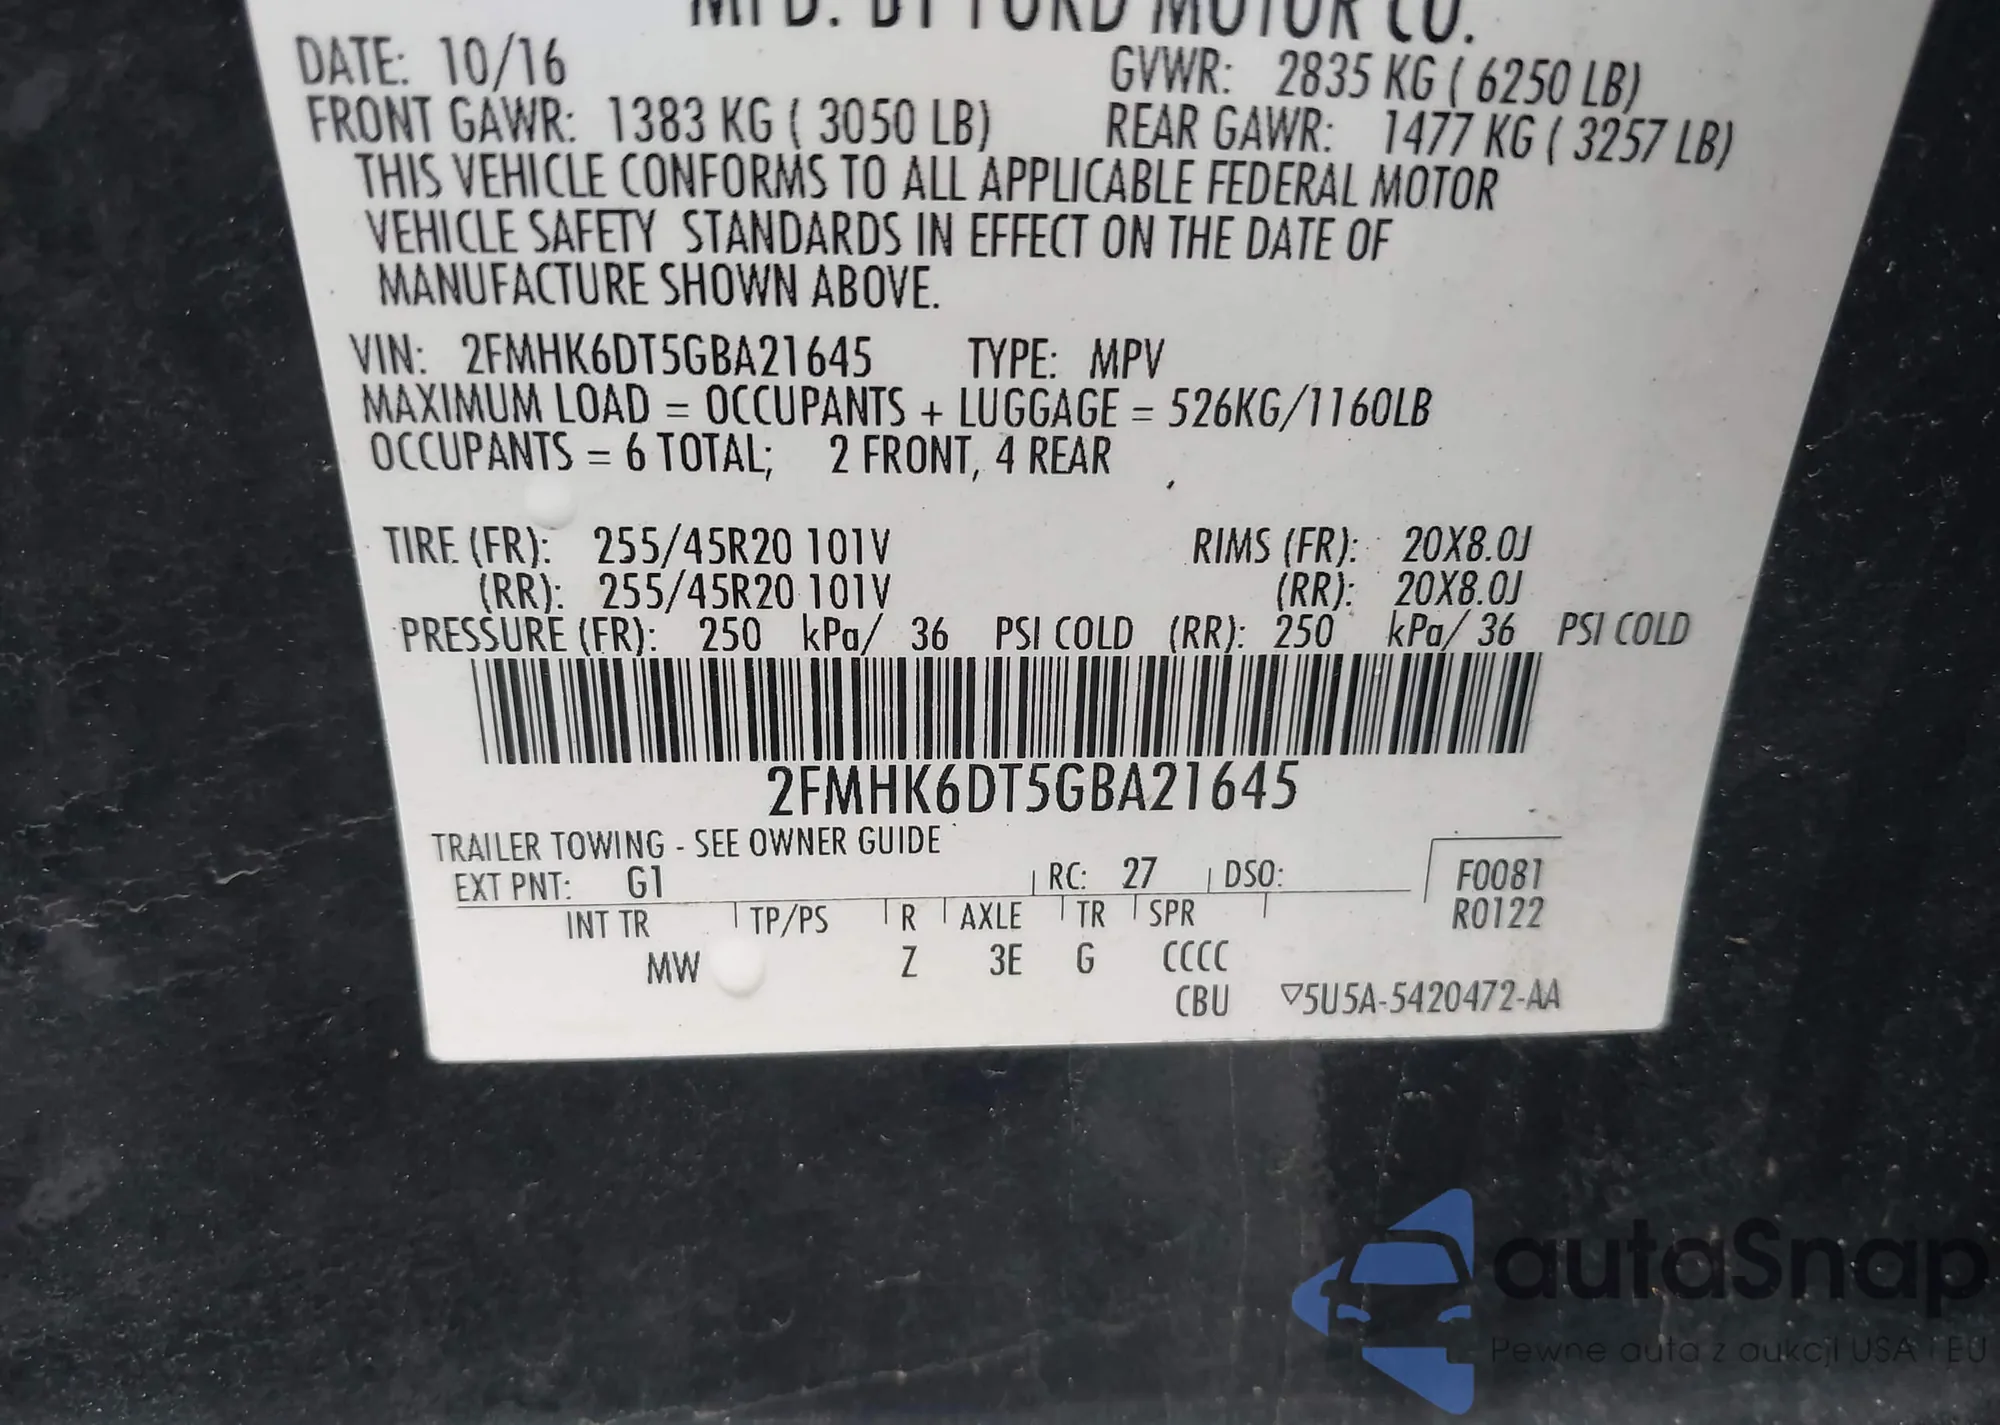 MFD. BY FORD MOTOR CO.
DATE: 10/16 GVWR: 2835 KG ( 6250 LB)
FRONT GAWR: 1383 KG ( 3050 LB) REAR GAWR: 1477 KG ( 3257 LB)
THIS VEHICLE CONFORMS TO ALL APPLICABLE FEDERAL MOTOR
VEHICLE SAFETY STANDARDS IN EFFECT ON THE DATE OF
MANUFACTURE SHOWN ABOVE.
VIN: 2FMHK6DT5GBA21645 TYPE: MPV
MAXIMUM LOAD = OCCUPANTS + LUGGAGE = 526KG/1160LB
OCCUPANTS = 6 TOTAL; 2 FRONT, 4 REAR
TIRE (FR): 255/45R20 101V RIMS (FR): 20X8.0J
(RR): 255/45R20 101V (RR): 20X8.0J
PRESSURE (FR): 250 kPa/ 36 PSI COLD (RR): 250 kPa/ 36 PSI COLD
2FMHK6DT5GBA21645
TRAILER TOWING - SEE OWNER GUIDE
EXT PNT: G1 RC: 27 DSO: F0081
INT TR TP/PS R AXLE TR SPR R0122
MW Z 3E G CCCC
CBU ▽5U5A-5420472-AA
autaSnap
Pewne auta z aukcji USA i EU